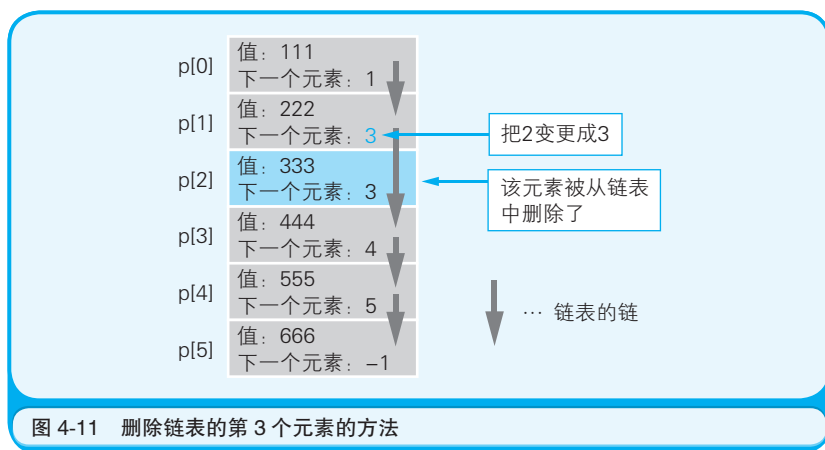 p[0]
值：111
下一个元素：1
p[1]
值：222
下一个元素：3
把2变更成3
p[2]
值：333
下一个元素：3
该元素被从链表
中删除了
p[3]
值：444
下一个元素：4
p[4]
值：555
下一个元素：5
… 链表的链
p[5]
值：666
下一个元素：–1
图 4-11 删除链表的第 3 个元素的方法